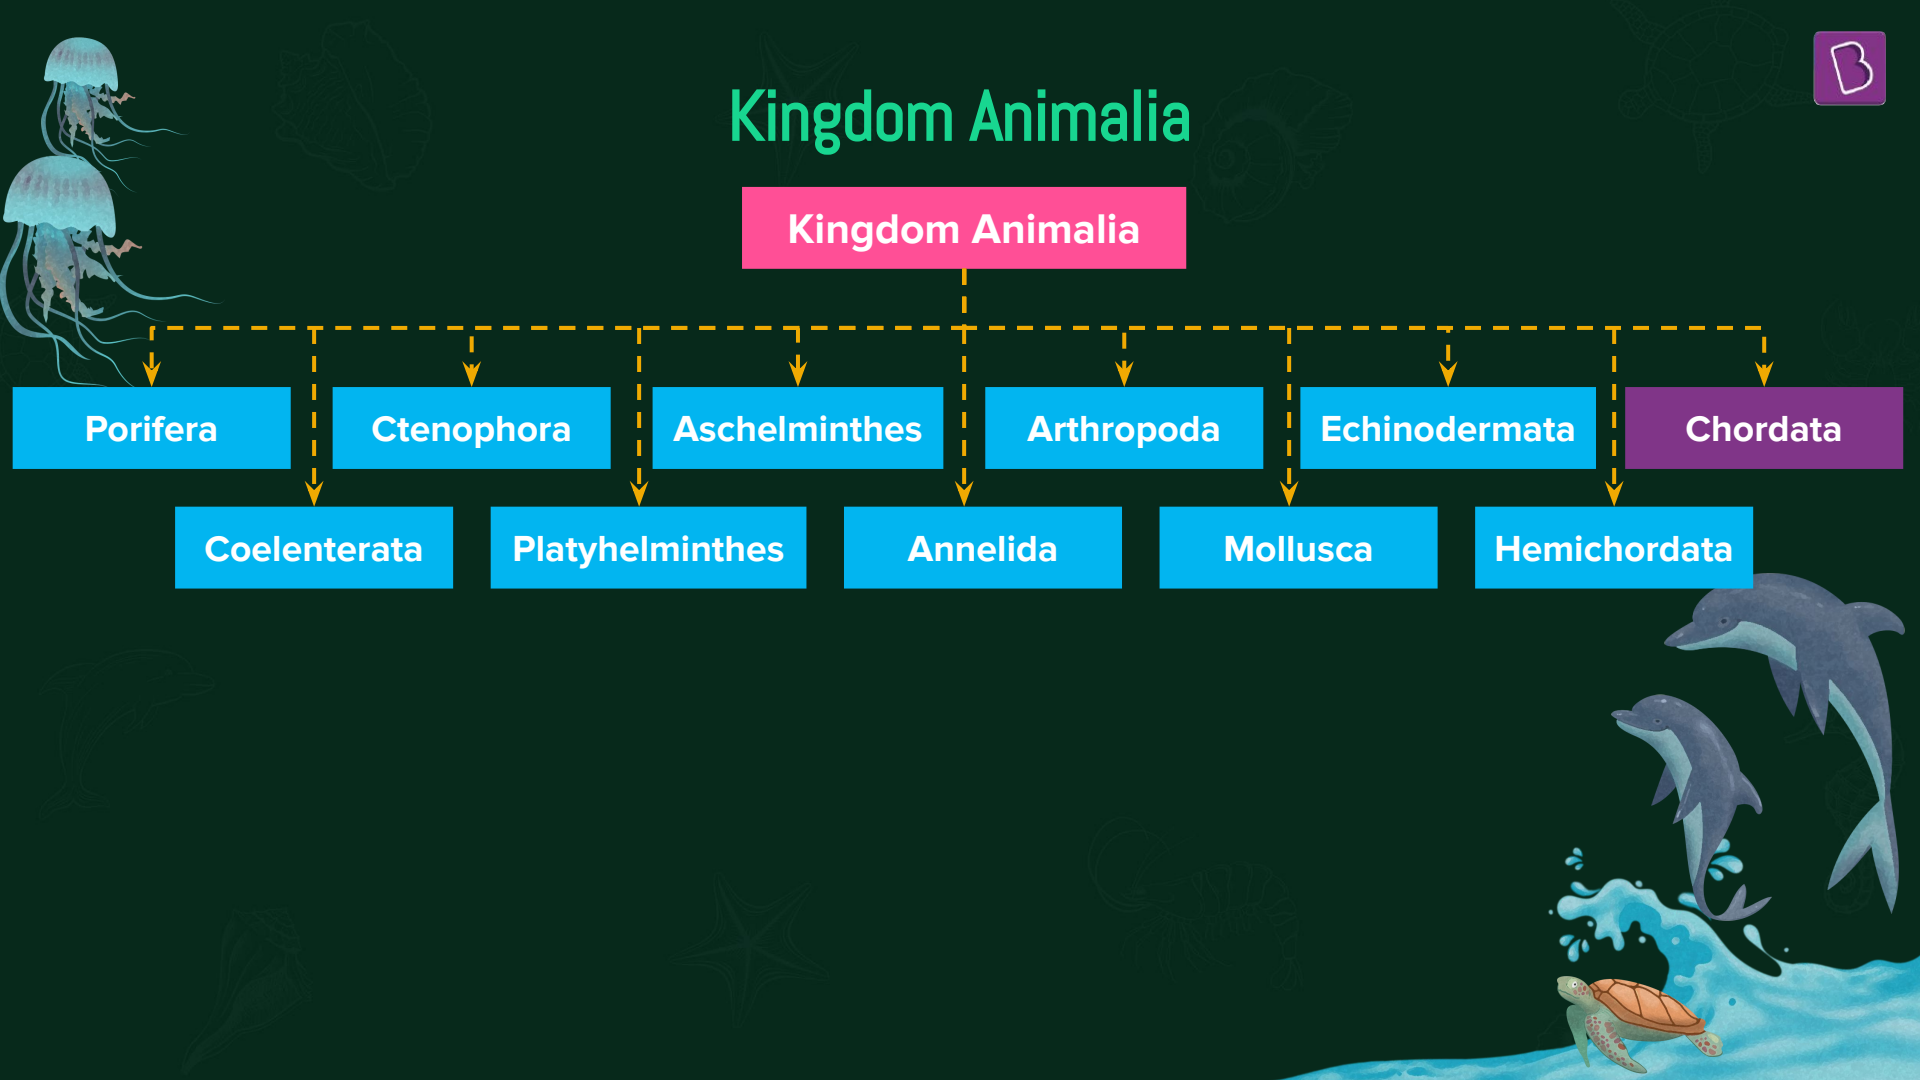 Kingdom Animalia
Kingdom Animalia
Porifera
Ctenophora
Aschelminthes
Arthropoda
Echinodermata
Chordata
Coelenterata
Platyhelminthes
Annelida
Mollusca
Hemichordata
B